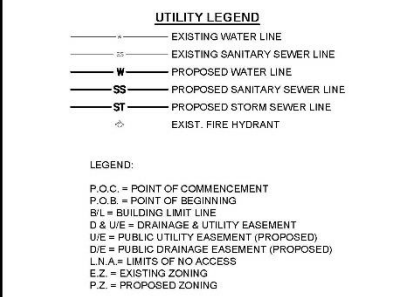 UTILITY LEGEND
EXISTING WATER LINE
SS EXISTING SANITARY SEWER LINE
W PROPOSED WATER LINE
SS PROPOSED SANITARY SEWER LINE
ST PROPOSED STORM SEWER LINE
EXIST. FIRE HYDRANT
LEGEND:
P.O.C. = POINT OF COMMENCEMENT
P.O.B. = POINT OF BEGINNING
B/L = BUILDING LIMIT LINE
D & U/E = DRAINAGE & UTILITY EASEMENT
U/E = PUBLIC UTILITY EASEMENT (PROPOSED)
D/E = PUBLIC DRAINAGE EASEMENT (PROPOSED)
L.N.A.= LIMITS OF NO ACCESS
E.Z. = EXISTING ZONING
P.Z. = PROPOSED ZONING